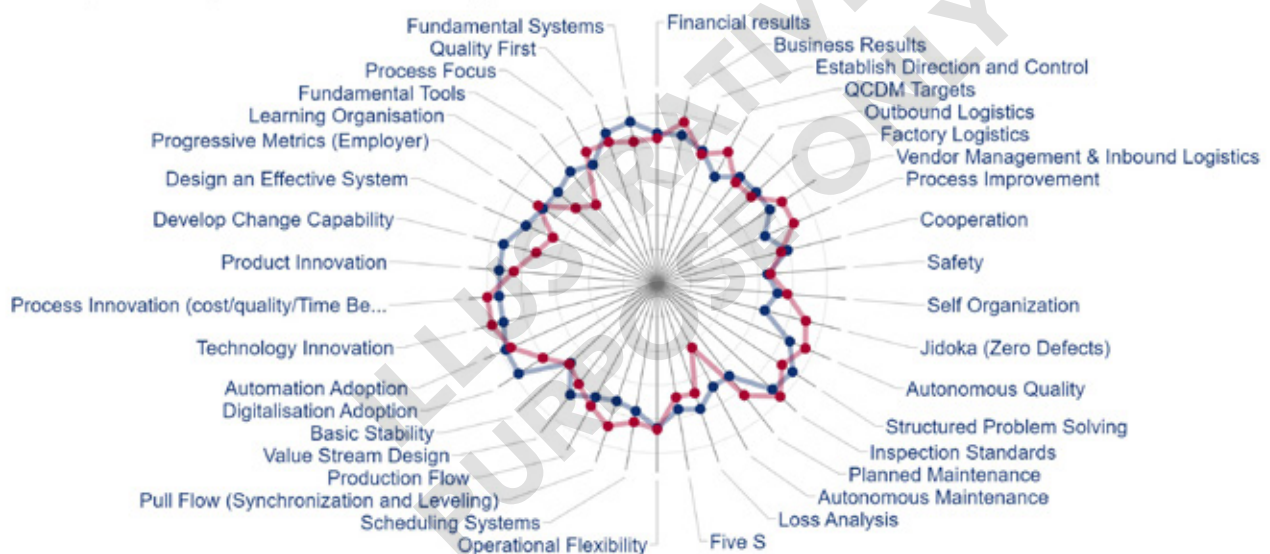 Fundamental Systems
Financial results
Quality First
Business Results
Process Focus
Establish Direction and Control
Fundamental Tools
QCDM Targets
Learning Organisation
Outbound Logistics
Progressive Metrics (Employer)
Factory Logistics
Vendor Management & Inbound Logistics
Design an Effective System
Process Improvement
Develop Change Capability
Cooperation
Product Innovation
Safety
Process Innovation (cost/quality/Time Be...
Self Organization
Technology Innovation
Jidoka (Zero Defects)
Automation Adoption
Autonomous Quality
Digitalisation Adoption
Structured Problem Solving
Basic Stability
Inspection Standards
Value Stream Design
Planned Maintenance
Production Flow
Autonomous Maintenance
Pull Flow (Synchronization and Leveling)
Loss Analysis
Scheduling Systems
Five S
Operational Flexibility
ILLUSTRATIVE
PURPOSE ONLY